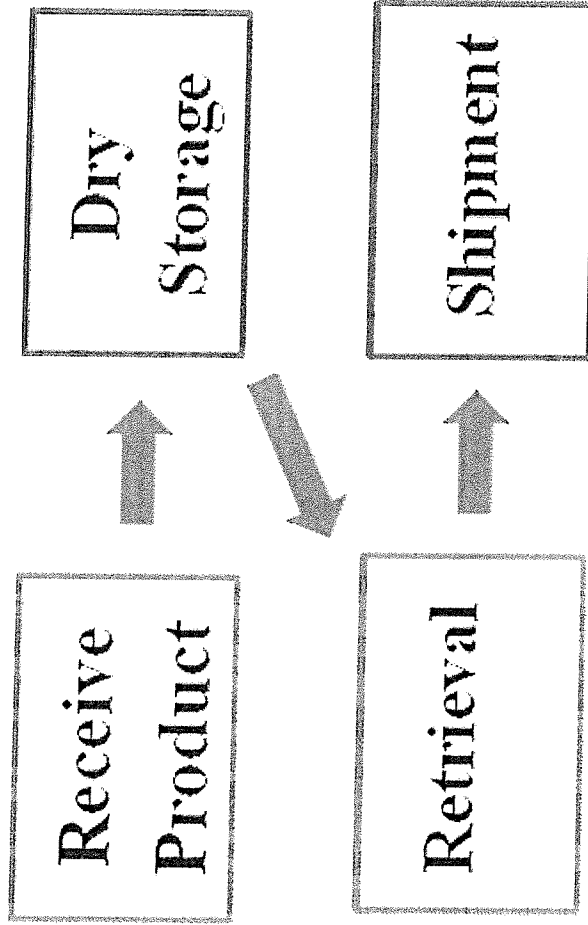 Receive
Product
Dry
Storage
Retrieval
Shipment